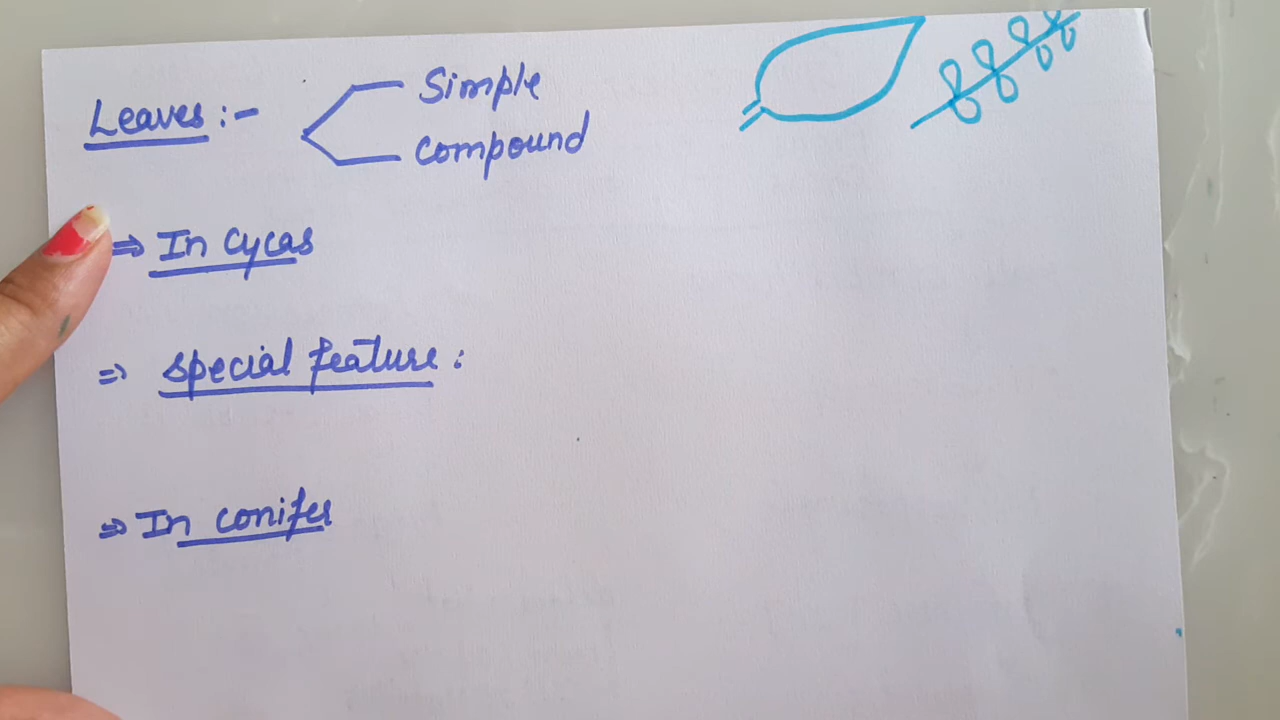 Leaves :- Simple
compound
⇒ In Cycas
⇒ special feature :
⇒ In conifer